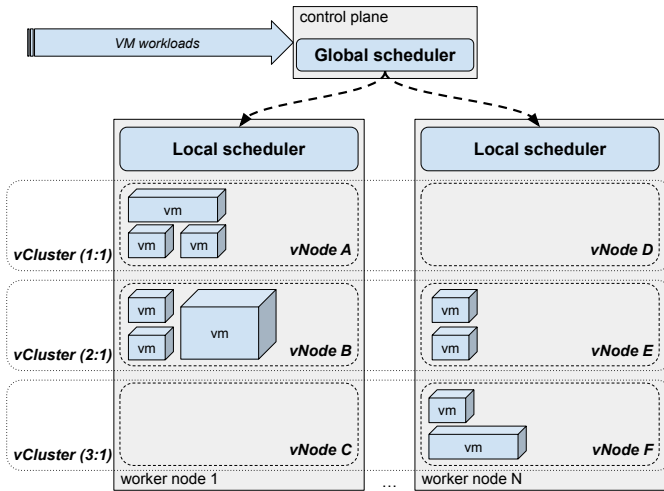 control plane
VM workloads
Global scheduler
Local scheduler
Local scheduler
vm
vm
vm
vCluster (1:1)
vNode A
vNode D
vm
vm
vm
vCluster (2:1)
vNode B
vm
vm
vNode E
vCluster (3:1)
vNode C
vm
vm
vNode F
worker node 1
...
worker node N